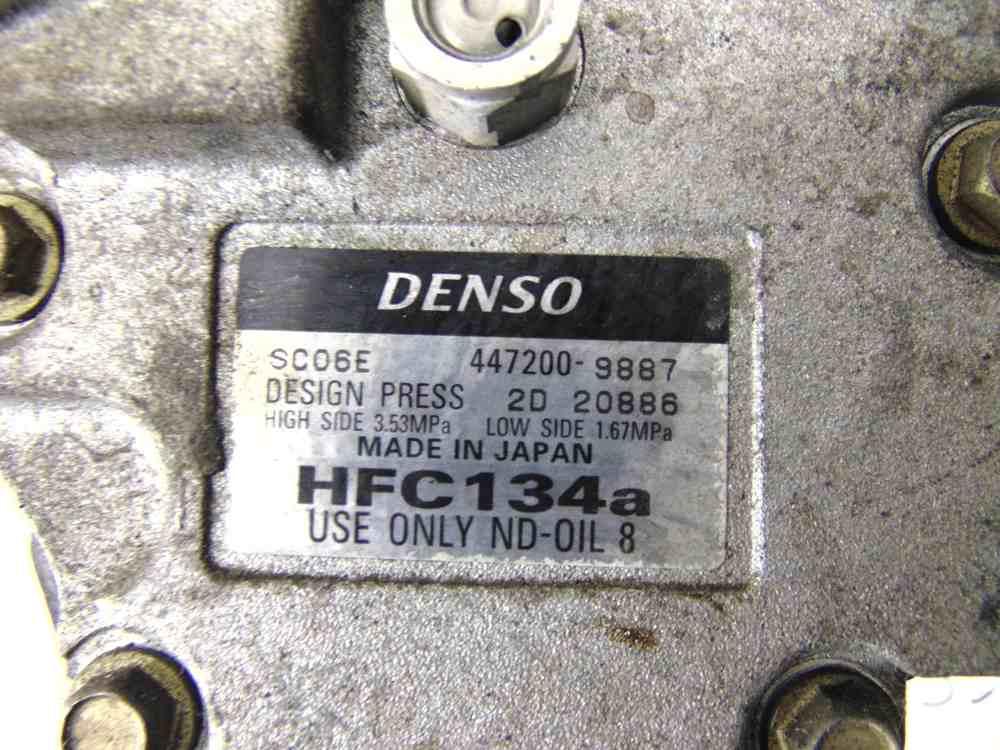 DENSO
SC06E 447200-9887
DESIGN PRESS 2D 20886
HIGH SIDE 3.53MPa LOW SIDE 1.67MPa
MADE IN JAPAN
HFC134a
USE ONLY ND-OIL 8